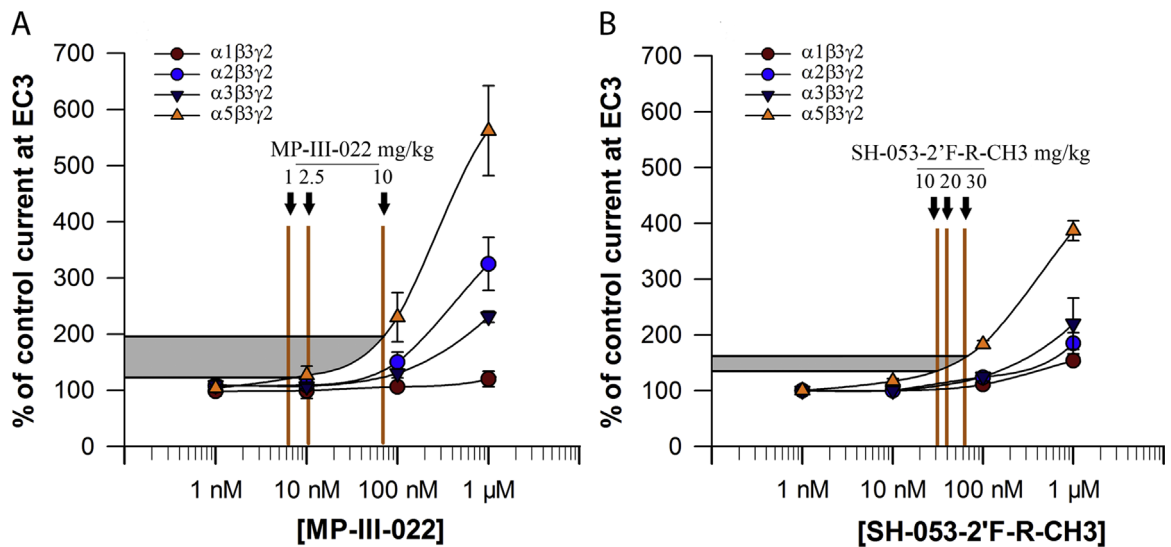 A
% of control current at EC3
700
600
500
400
300
200
100
0
α1β3γ2
α2β3γ2
α3β3γ2
α5β3γ2
MP-III-022 mg/kg
1 2.5 10
1 nM 10 nM 100 nM 1 µM
[MP-III-022]
B
% of control current at EC3
700
600
500
400
300
200
100
0
α1β3γ2
α2β3γ2
α3β3γ2
α5β3γ2
SH-053-2'F-R-CH3 mg/kg
10 20 30
1 nM 10 nM 100 nM 1 µM
[SH-053-2'F-R-CH3]